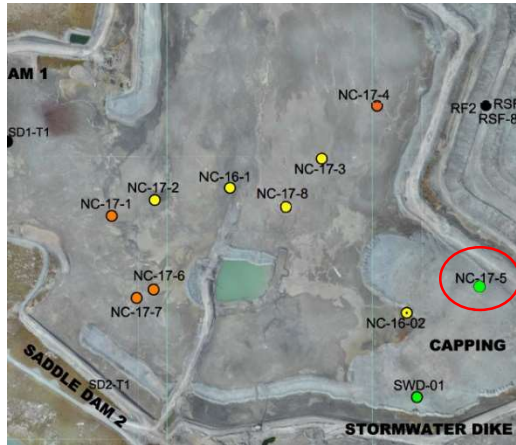 NC-17-4
AM 1
RF2
RSF
RSF-8
SD1-T1
NC-17-3
NC-16-1
NC-17-2
NC-17-8
NC-17-1
NC-17-5
NC-17-6
NC-17-7
NC-16-02
CAPPING
SD2-T1
SADDLE DAM 2
SWD-01
STORMWATER DIKE